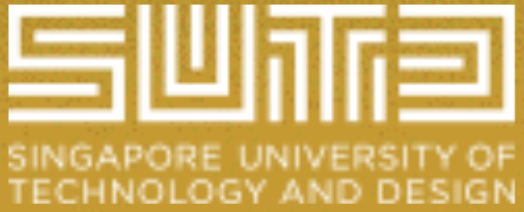 SUTD
SINGAPORE UNIVERSITY OF
TECHNOLOGY AND DESIGN